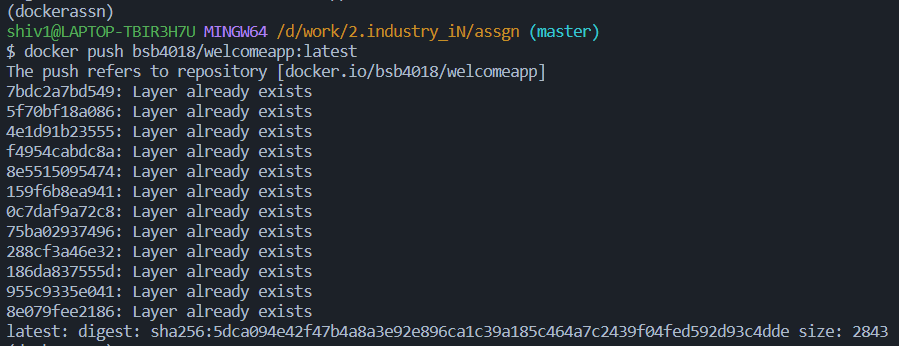 (dockerassn)
shiv1@LAPTOP-TBIR3H7U MINGW64 /d/work/2.industry_iN/assgn (master)
$ docker push bsb4018/welcomeapp:latest
The push refers to repository [docker.io/bsb4018/welcomeapp]
7bdc2a7bd549: Layer already exists
5f70bf18a086: Layer already exists
4e1d91b23555: Layer already exists
f4954cabdc8a: Layer already exists
8e5515095474: Layer already exists
159f6b8ea941: Layer already exists
0c7daf9a72c8: Layer already exists
75ba02937496: Layer already exists
288cf3a46e32: Layer already exists
186da837555d: Layer already exists
955c9335e041: Layer already exists
8e079fee2186: Layer already exists
latest: digest: sha256:5dca094e42f47b4a8a3e92e896ca1c39a185c464a7c2439f04fed592d93c4dde size: 2843